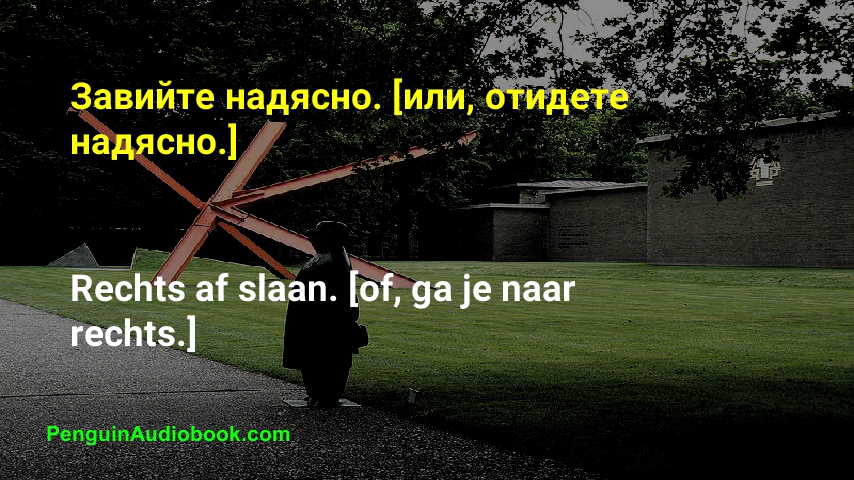 Завийте надясно. [или, отидете
надясно.]
Rechts af slaan. [of, ga je naar
rechts.]
PenguinAudiobook.com